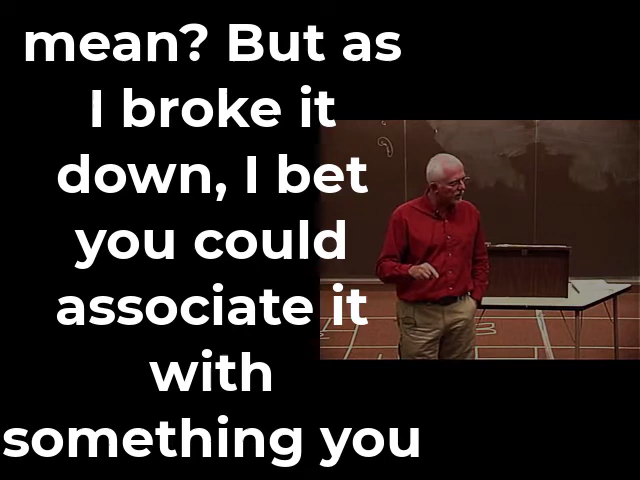 mean? But as
I broke it
down, I bet
you could
associate it
with
something you